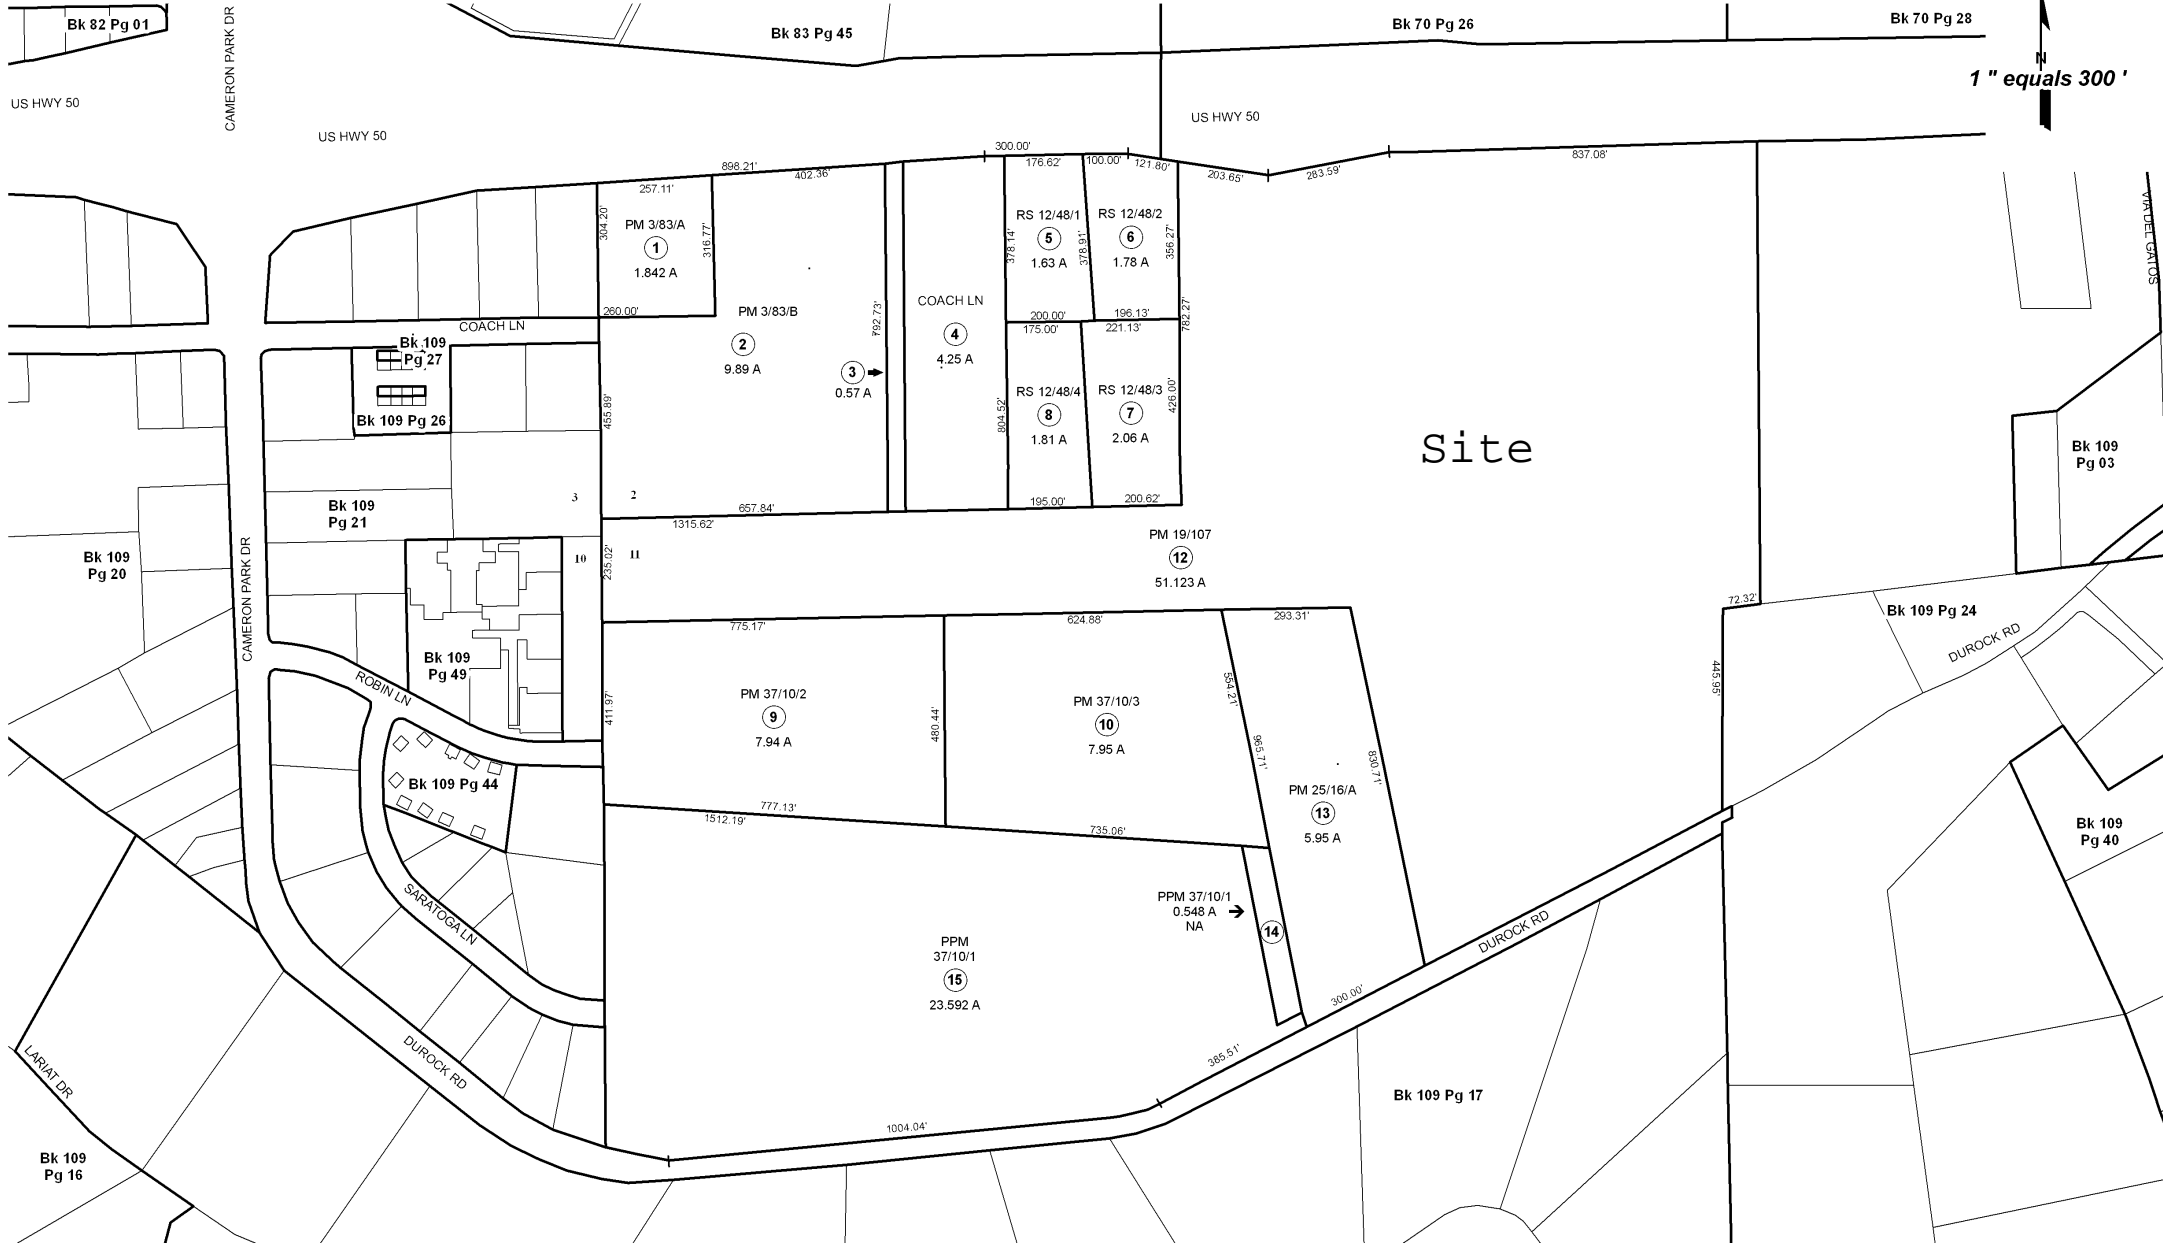 Bk 82 Pg 01
CAMERON PARK DR
Bk 83 Pg 45
Bk 70 Pg 26
Bk 70 Pg 28
N
1 " equals 300 '
US HWY 50
US HWY 50
US HWY 50
898.21'
402.36'
257.11'
300.00'
176.62'
100.00'
121.80'
203.65'
283.59'
837.08'
VIA DEL GATOS
304.20'
PM 3/83/A
1
1.842 A
316.77'
260.00'
PM 3/83/B
2
9.89 A
792.73'
3
0.57 A
COACH LN
4
4.25 A
378.14'
RS 12/48/1
5
1.63 A
378.91'
RS 12/48/2
6
1.78 A
356.27'
782.27'
200.00'
175.00'
196.13'
221.13'
804.52'
RS 12/48/4
8
1.81 A
RS 12/48/3
7
2.06 A
426.00'
195.00'
200.62'
Site
COACH LN
Bk 109
Pg 27
Bk 109 Pg 26
455.89'
Bk 109
Pg 21
3
2
10
11
657.84'
1315.62'
235.02'
PM 19/107
12
51.123 A
Bk 109
Pg 03
72.32'
Bk 109 Pg 24
DUROCK RD
445.95'
Bk 109
Pg 20
CAMERON PARK DR
Bk 109
Pg 49
ROBIN LN
Bk 109 Pg 44
SARATOGA LN
775.17'
624.88'
293.31'
411.97'
PM 37/10/2
9
7.94 A
480.44'
PM 37/10/3
10
7.95 A
554.21'
965.71'
830.71'
PM 25/16/A
13
5.95 A
777.13'
1512.19'
735.06'
PPM 37/10/1
0.548 A
NA
14
PPM
37/10/1
15
23.592 A
DUROCK RD
300.00'
385.51'
1004.04'
Bk 109
Pg 40
Bk 109 Pg 17
DUROCK RD
LARIAT DR
Bk 109
Pg 16